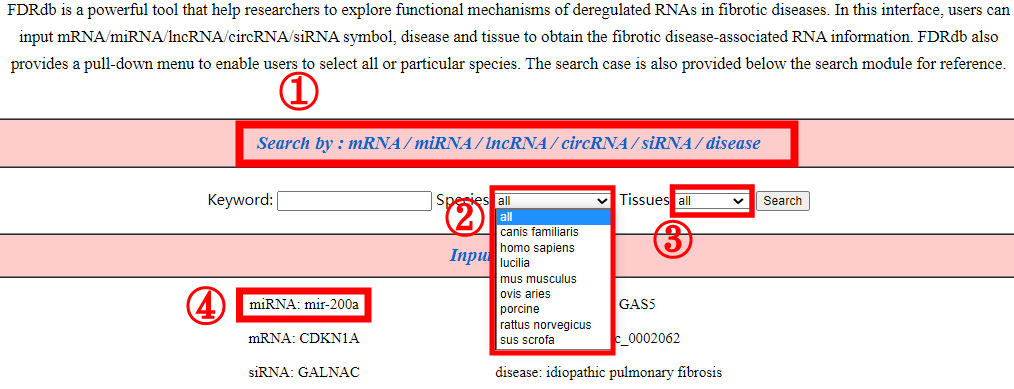 FDRdb is a powerful tool that help researchers to explore functional mechanisms of deregulated RNAs in fibrotic diseases. In this interface, users can
input mRNA/miRNA/lncRNA/circRNA/siRNA symbol, disease and tissue to obtain the fibrotic disease-associated RNA information. FDRdb also
provides a pull-down menu to enable users to select all or particular species. The search case is also provided below the search module for reference.
①
Search by : mRNA / miRNA / lncRNA / circRNA / siRNA / disease
Keyword: Species all Tissues all Search
② ③
all
canis familiaris
homo sapiens
Inpu lucilia
mus musculus
ovis aries
porcine
rattus norvegicus
sus scrofa
④ miRNA: mir-200a GAS5
mRNA: CDKN1A c_0002062
siRNA: GALNAC disease: idiopathic pulmonary fibrosis